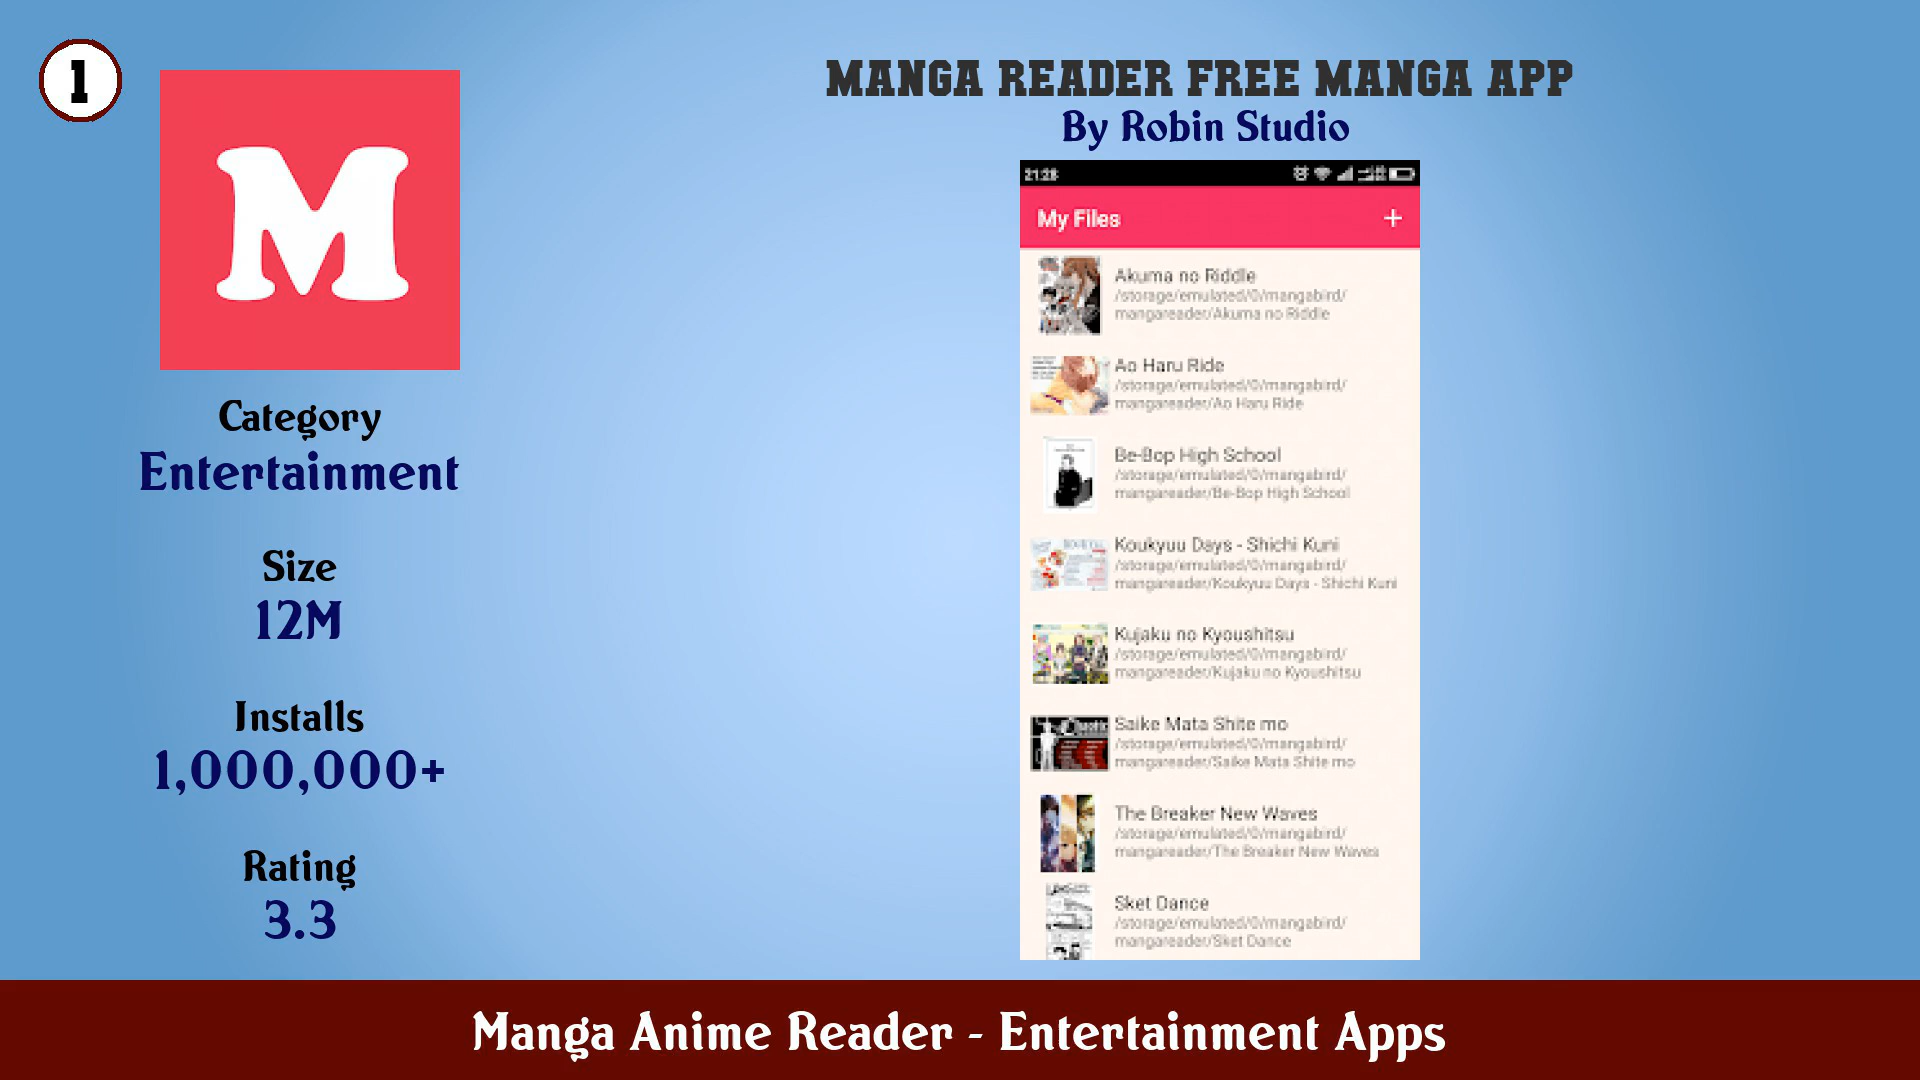 1
M
MANGA READER FREE MANGA APP
By Robin Studio
Category
Entertainment
Size
12M
Installs
1,000,000+
Rating
3.3
21:28
My Files +
Akuma no Riddle
/storage/emulated/0/mangabird/
mangareader/Akuma no Riddle
Ao Haru Ride
/storage/emulated/0/mangabird/
mangareader/Ao Haru Ride
Be-Bop High School
/storage/emulated/0/mangabird/
mangareader/Be-Bop High School
Koukyuu Days - Shichi Kuni
/storage/emulated/0/mangabird/
mangareader/Koukyuu Days - Shichi Kuni
Kujaku no Kyoushitsu
/storage/emulated/0/mangabird/
mangareader/Kujaku no Kyoushitsu
Saike Mata Shite mo
/storage/emulated/0/mangabird/
mangareader/Saike Mata Shite mo
The Breaker New Waves
/storage/emulated/0/mangabird/
mangareader/The Breaker New Waves
Sket Dance
/storage/emulated/0/mangabird/
mangareader/Sket Dance
Manga Anime Reader - Entertainment Apps